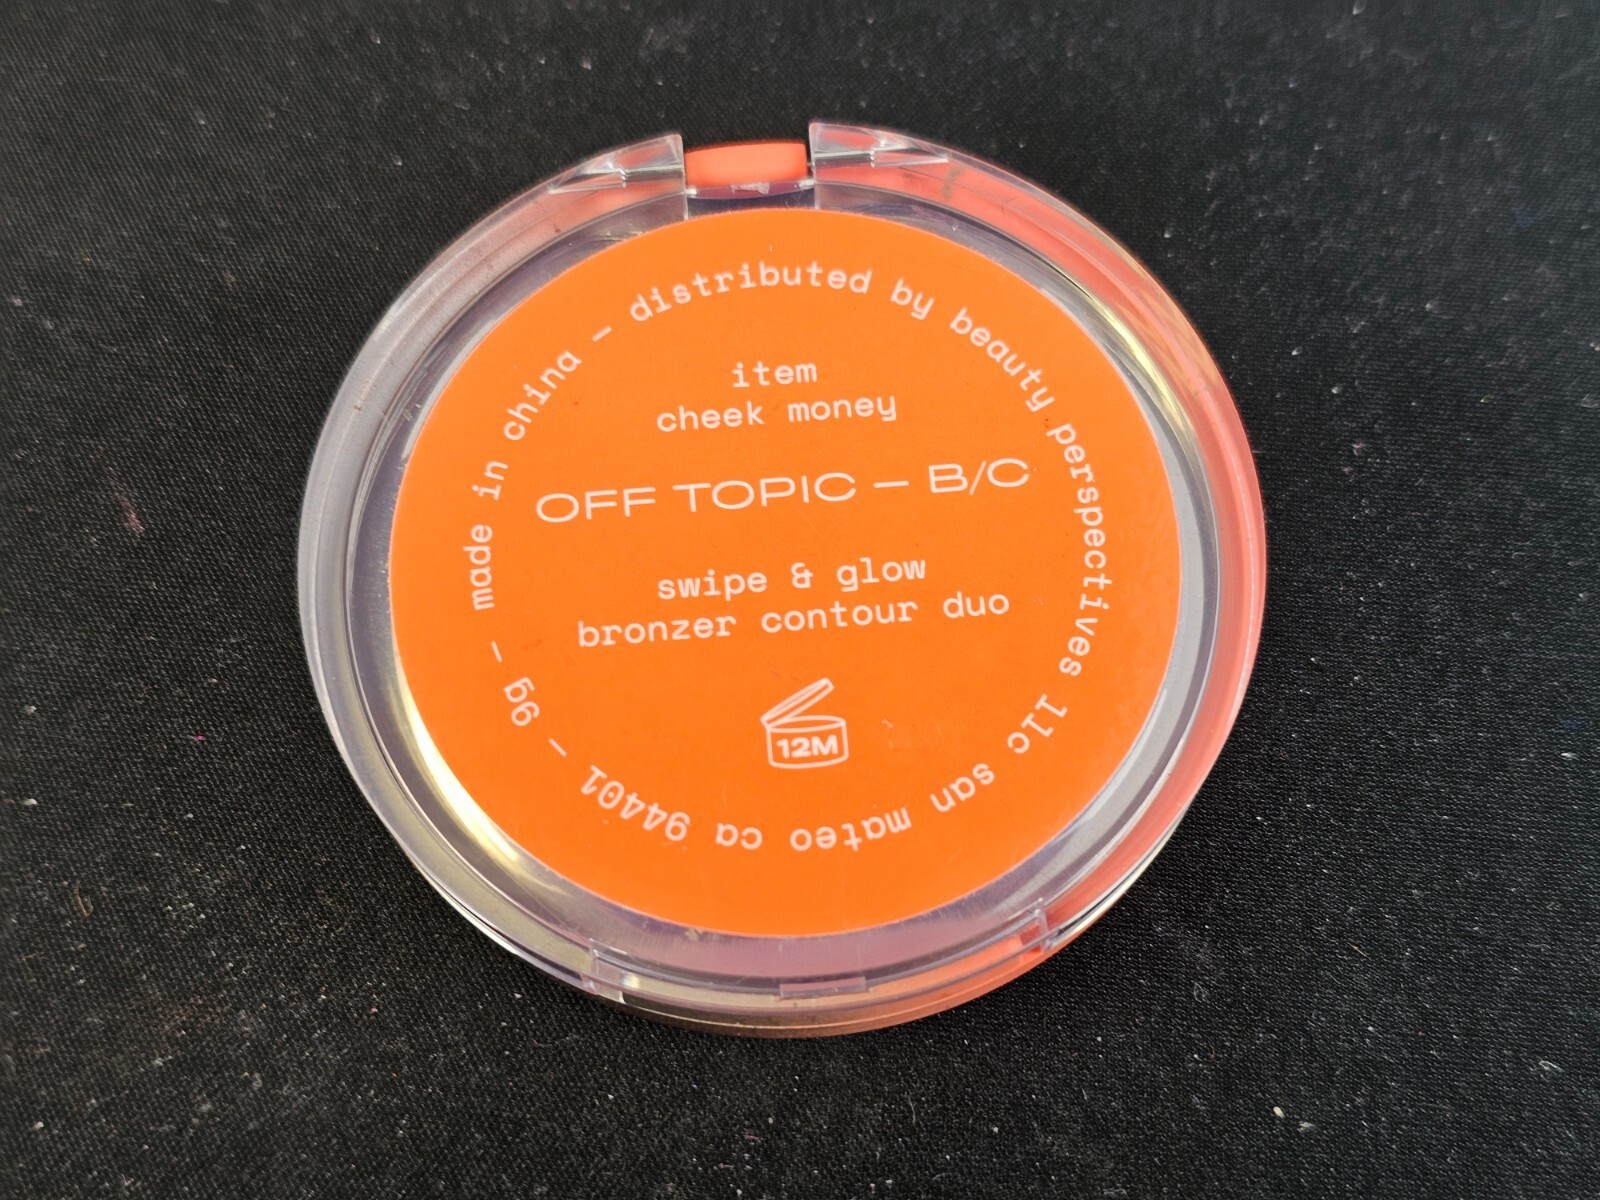 item
cheek money
OFF TOPIC — B/C
swipe & glow
bronzer contour duo
12M
made in china — distributed by beauty perspectives llc san mateo ca 94401 — 9g —